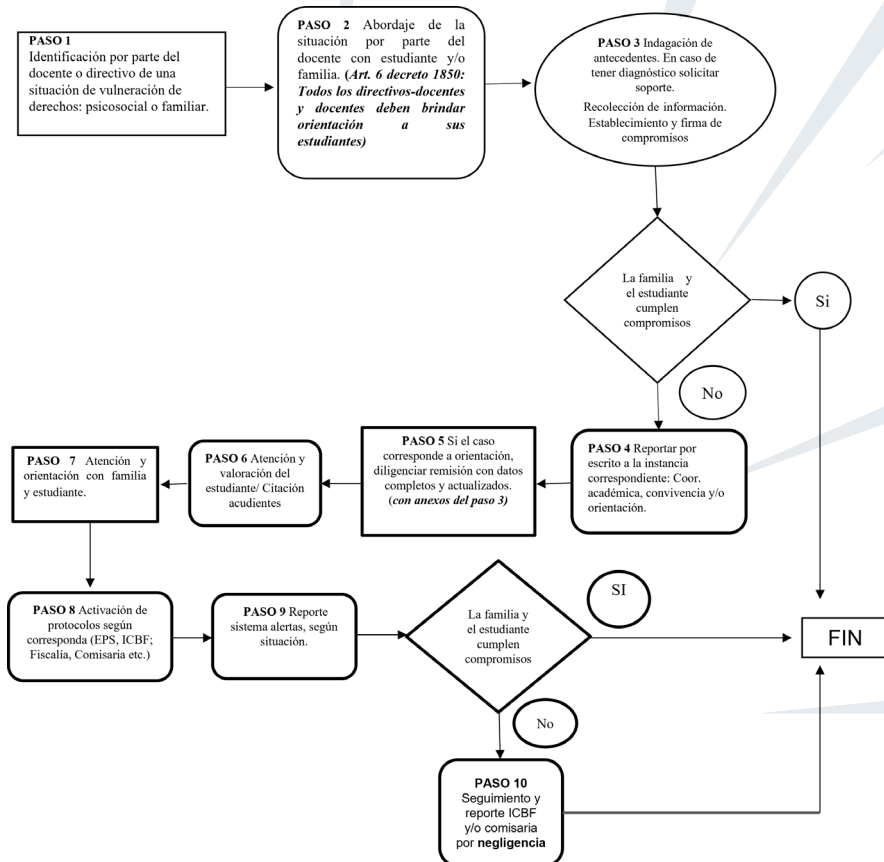 PASO 1
Identificación por parte del
docente o directivo de una
situación de vulneración de
derechos: psicosocial o familiar.
PASO 2 Abordaje de la
situación por parte del
docente con estudiante y/o
familia. (Art. 6 decreto 1850:
Todos los directivos-docentes
y docentes deben brindar
orientación a sus
estudiantes)
PASO 3 Indagación de
antecedentes. En caso de
tener diagnóstico solicitar
soporte.
Recolección de información.
Establecimiento y firma de
compromisos
La familia y
el estudiante
cumplen
compromisos
Si
No
PASO 4 Reportar por
escrito a la instancia
correspondiente: Coor.
académica, convivencia y/o
orientación.
PASO 5 Si el caso
corresponde a orientación,
diligenciar remisión con datos
completos y actualizados.
(con anexos del paso 3)
PASO 6 Atención y
valoración del
estudiante/ Citación
acudientes
PASO 7 Atención y
orientación con familia
y estudiante.
PASO 8 Activación de
protocolos según
corresponda (EPS, ICBF;
Fiscalía, Comisaria etc.)
PASO 9 Reporte
sistema alertas, según
situación.
La familia y
el estudiante
cumplen
compromisos
SI
FIN
No
PASO 10
Seguimiento y
reporte ICBF
y/o comisaria
por negligencia